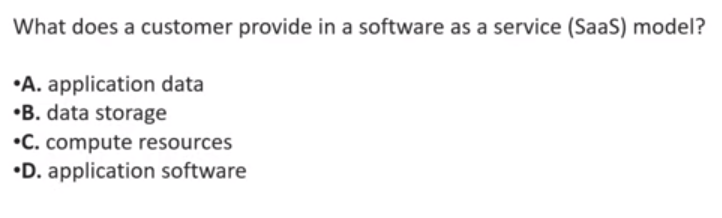 What does a customer provide in a software as a service (SaaS) model?
•A. application data
•B. data storage
•C. compute resources
•D. application software